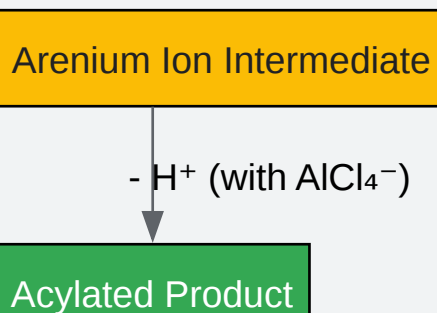 Arenium Ion Intermediate
- H⁺ (with AlCl₄⁻)
Acylated Product